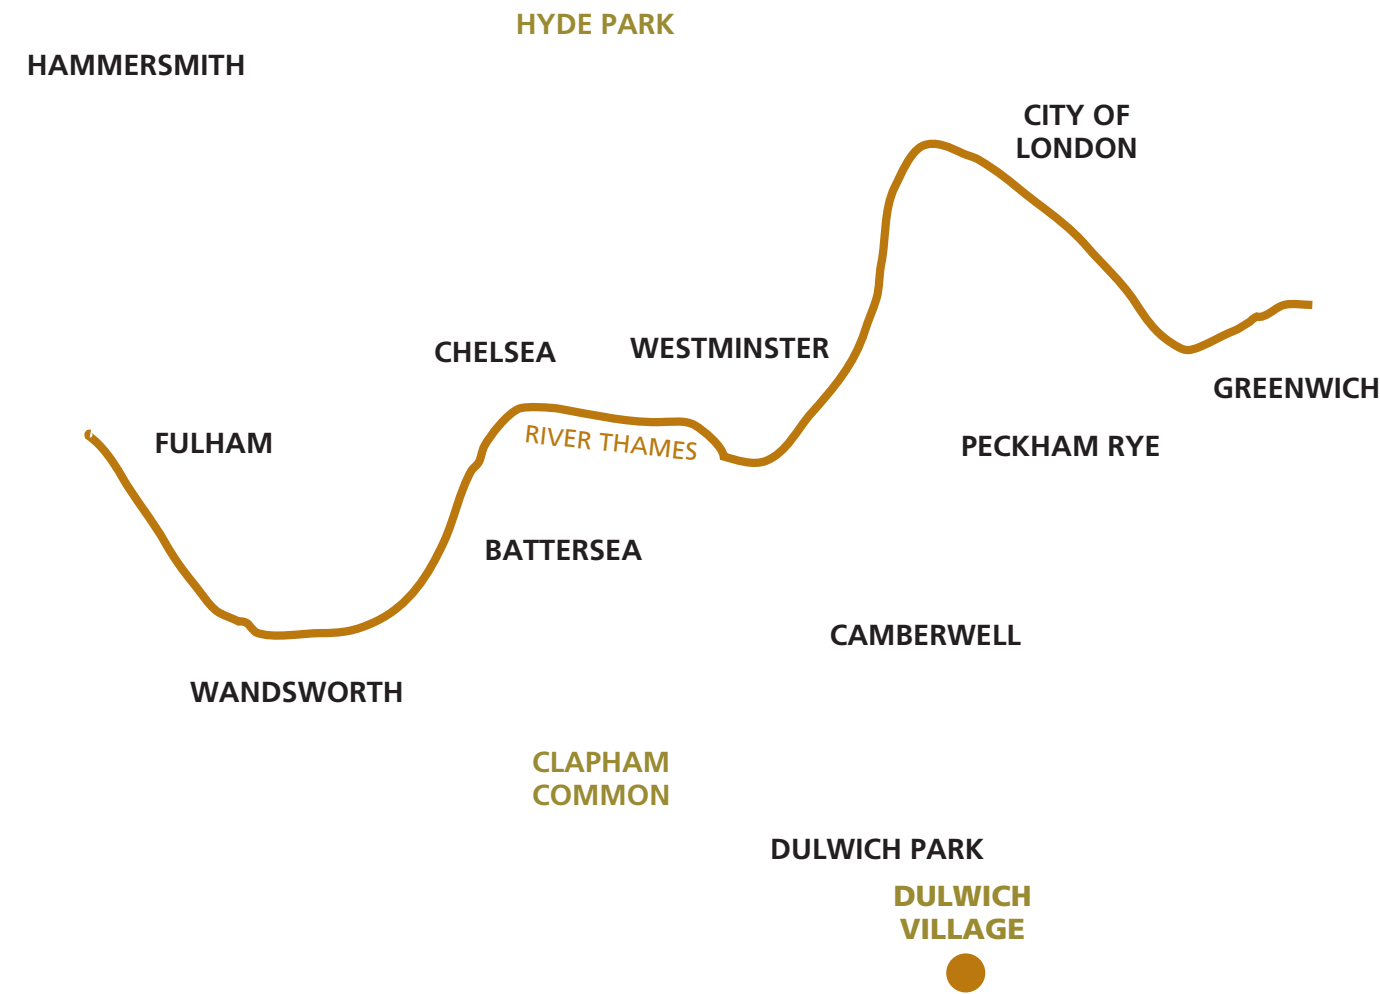 HYDE PARK
HAMMERSMITH
CITY OF
LONDON
CHELSEA
WESTMINSTER
GREENWICH
FULHAM
RIVER THAMES
PECKHAM RYE
BATTERSEA
CAMBERWELL
WANDSWORTH
CLAPHAM
COMMON
DULWICH PARK
DULWICH
VILLAGE